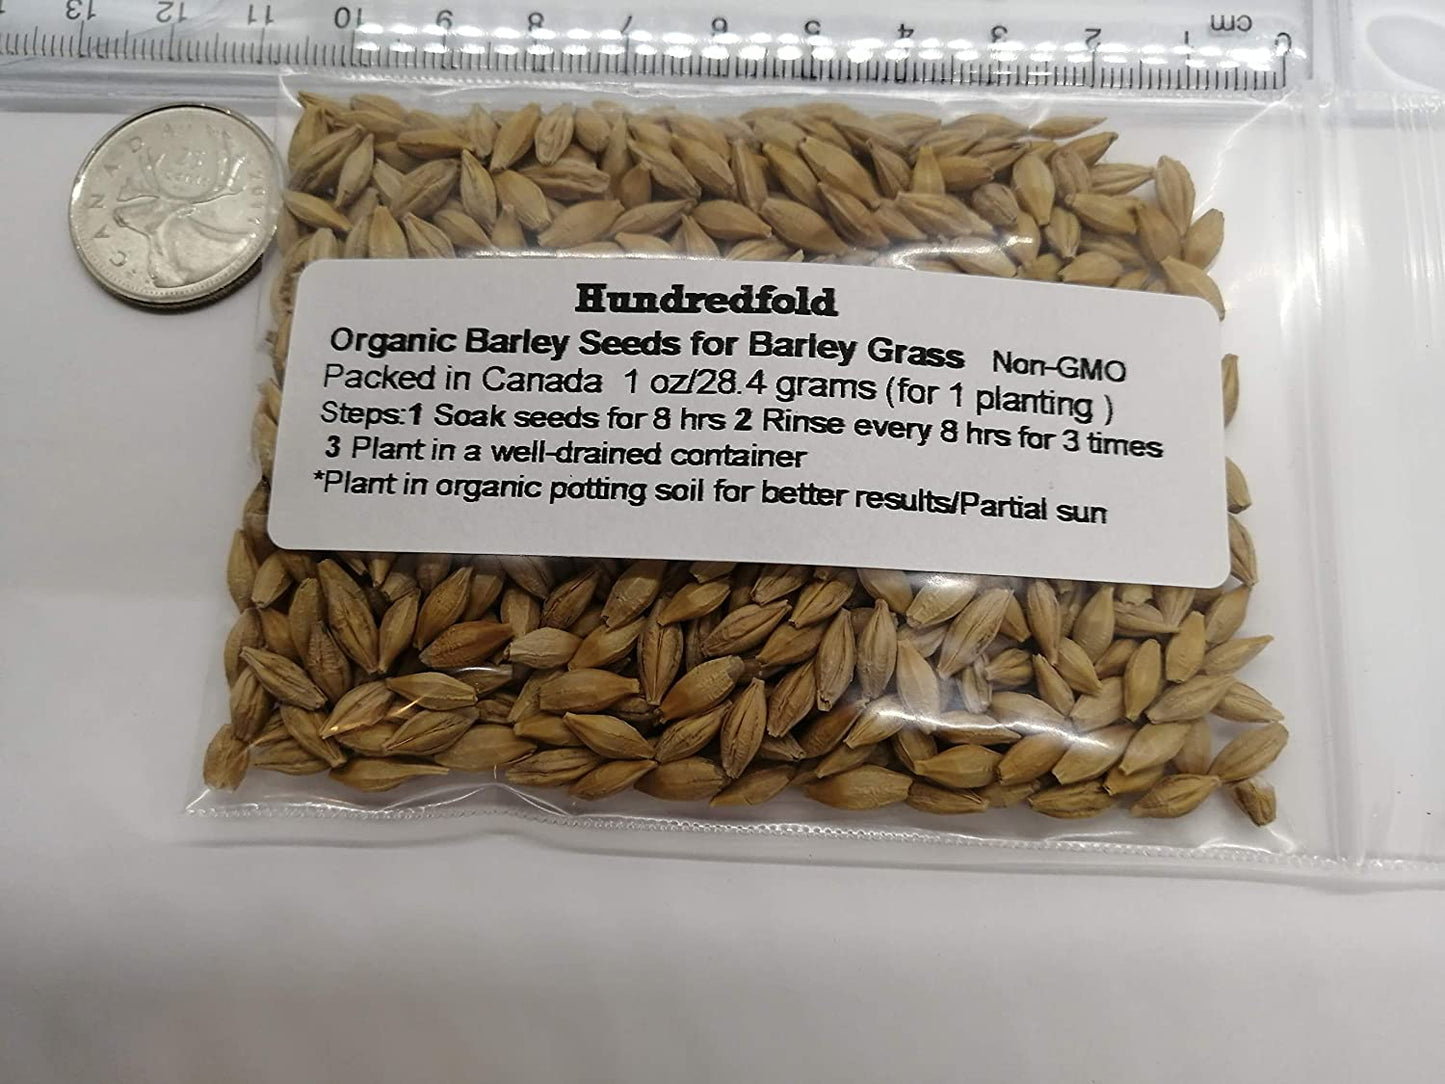 13 12 11 10 9 8 7 6 5 4 3 2 1 cm 0
CANADA 2011
Hundredfold
Organic Barley Seeds for Barley Grass Non-GMO
Packed in Canada 1 oz/28.4 grams (for 1 planting )
Steps:1 Soak seeds for 8 hrs 2 Rinse every 8 hrs for 3 times
3 Plant in a well-drained container
*Plant in organic potting soil for better results/Partial sun